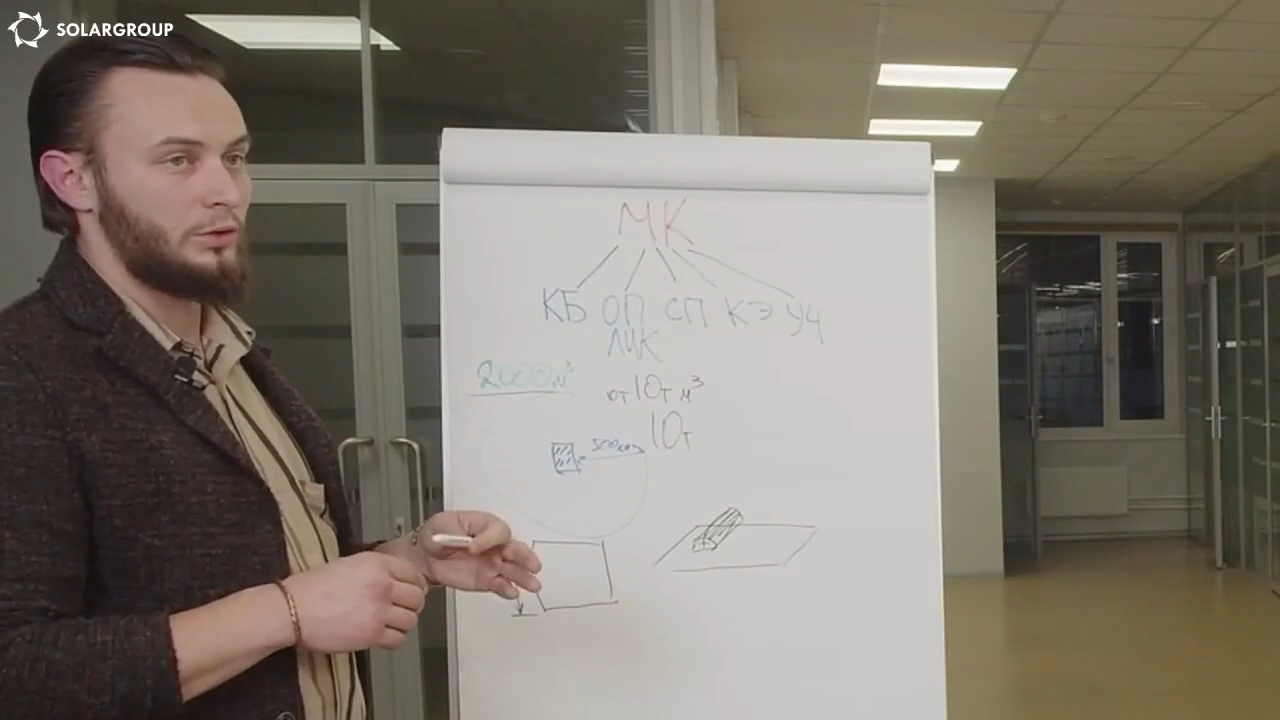 SOLARGROUP
МК
КБ ОП СП КЭ УЧ
ЛИК
2000м³
от 10т м³
10т